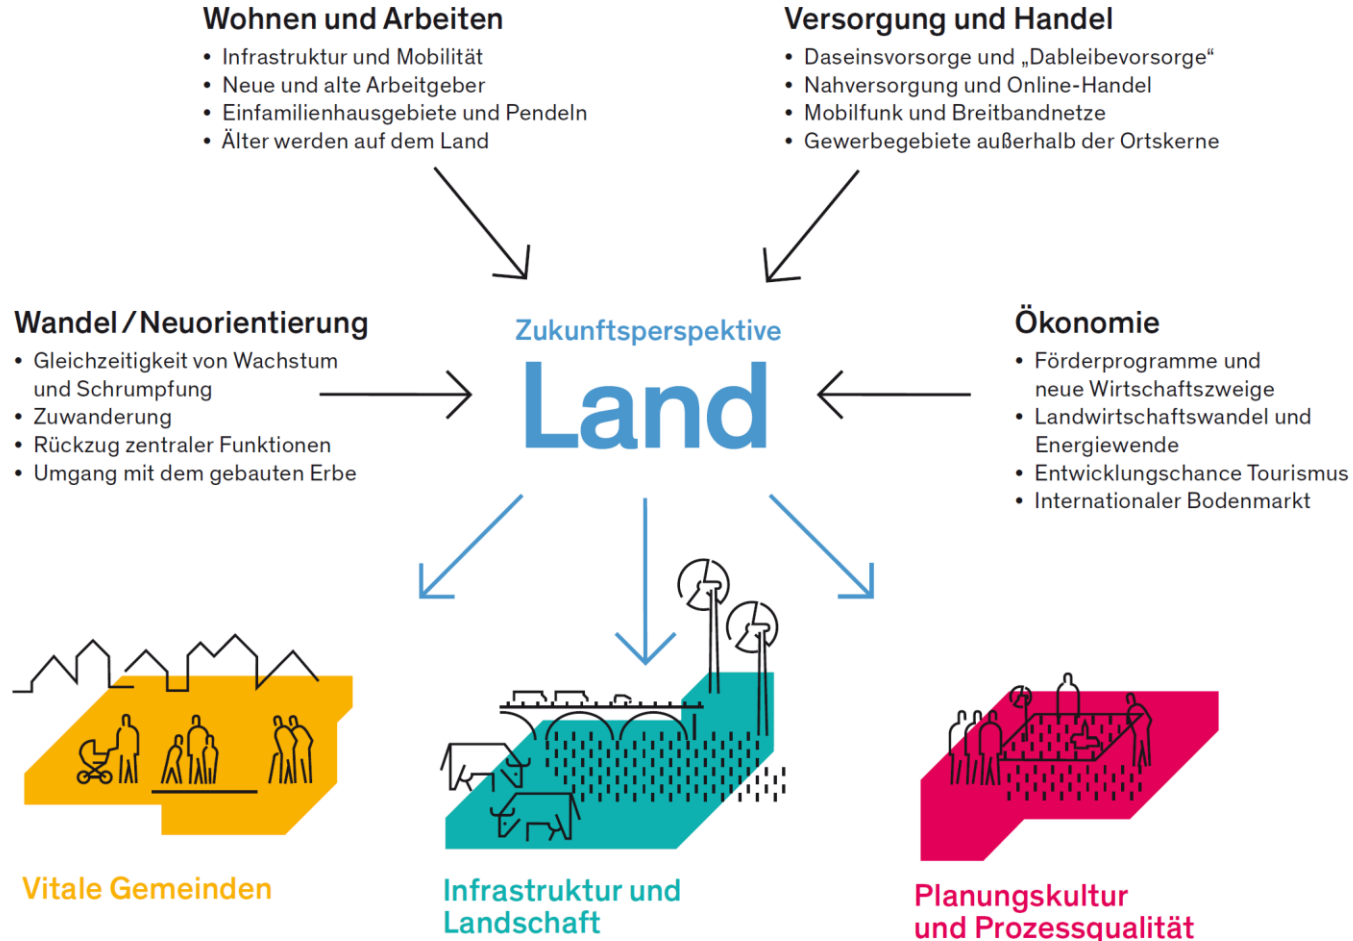 Wohnen und Arbeiten
• Infrastruktur und Mobilität
• Neue und alte Arbeitgeber
• Einfamilienhausgebiete und Pendeln
• Älter werden auf dem Land
Versorgung und Handel
• Daseinsvorsorge und „Dableibevorsorge“
• Nahversorgung und Online-Handel
• Mobilfunk und Breitbandnetze
• Gewerbegebiete außerhalb der Ortskerne
Wandel/Neuorientierung
• Gleichzeitigkeit von Wachstum
und Schrumpfung
• Zuwanderung
• Rückzug zentraler Funktionen
• Umgang mit dem gebauten Erbe
Zukunftsperspektive
Land
Ökonomie
• Förderprogramme und
neue Wirtschaftszweige
• Landwirtschaftswandel und
Energiewende
• Entwicklungschance Tourismus
• Internationaler Bodenmarkt
Vitale Gemeinden
Infrastruktur und
Landschaft
Planungskultur
und Prozessqualität